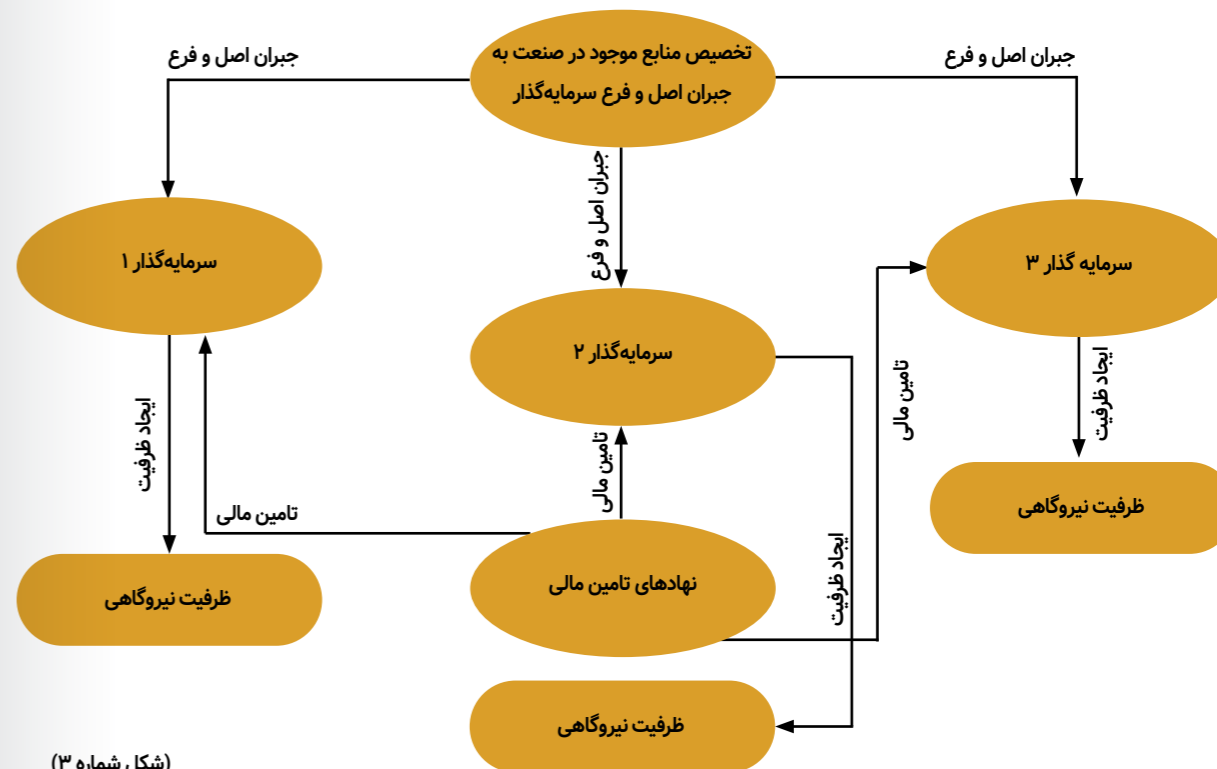 تخصیص منابع موجود در صنعت به
جبران اصل و فرع سرمایه‌گذار
جبران اصل و فرع
جبران اصل و فرع
جبران اصل و فرع
سرمایه گذار ۳
سرمایه‌گذار ۲
سرمایه‌گذار ۱
ایجاد ظرفیت
تامین مالی
تامین مالی
ایجاد ظرفیت
تامین مالی
ظرفیت نیروگاهی
نهادهای تامین مالی
ایجاد ظرفیت
ظرفیت نیروگاهی
ظرفیت نیروگاهی
(شکل شماره ۳)